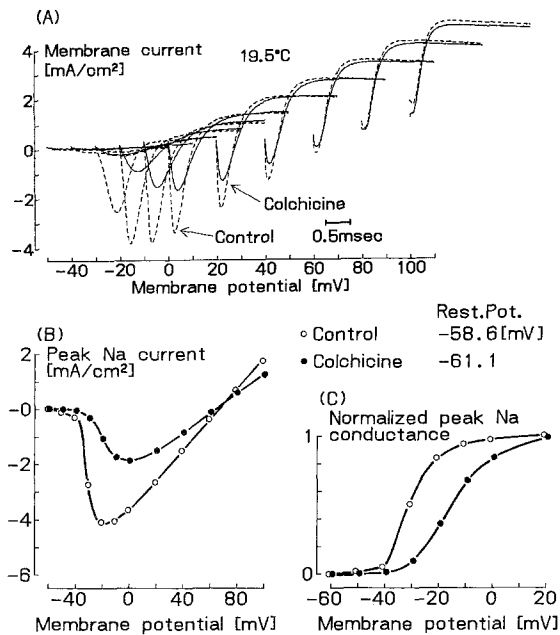 (A)
Membrane current
[mA/cm²]
19.5°C
4
2
0
-2
-4
Colchicine
Control
0.5msec
-40 -20 0 20 40 60 80 100
Membrane potential [mV]
(B)
Peak Na current
[mA/cm²]
2
-0
-2
-4
-6
-40 0 40 80
Membrane potential [mV]
Rest.Pot.
Control -58.6[mV]
Colchicine -61.1
(C)
Normalized peak Na
conductance
1
0
-60 -40 -20 0 20
Membrane potential [mV]